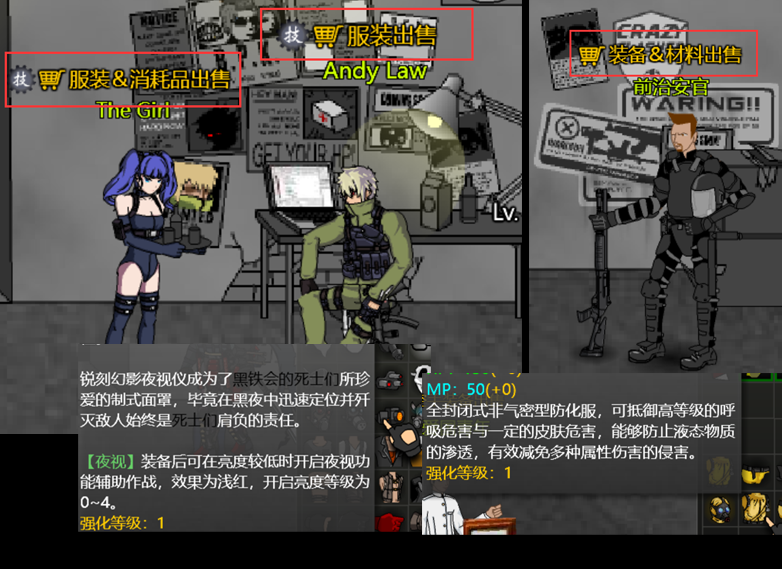 NOTICE
CRAZY
技 服装出售
装备&材料出售
技 服装&消耗品出售
Andy Law
前治安官
The Girl
WARING!!
HEY MAN!
GET YOUR HP!
Lv.
锐刻幻影夜视仪成为了黑铁会的死士们所珍
爱的制式面罩，毕竟在黑夜中迅速定位并歼
灭敌人始终是死士们肩负的责任。
【夜视】装备后可在亮度较低时开启夜视功
能辅助作战，效果为浅红，开启亮度等级为
0~4。
强化等级：1
MP：50(+0)
全封闭式非气密型防化服，可抵御高等级的呼
吸危害与一定的皮肤危害，能够防止液态物质
的渗透，有效减免多种属性伤害的侵害。
强化等级：1